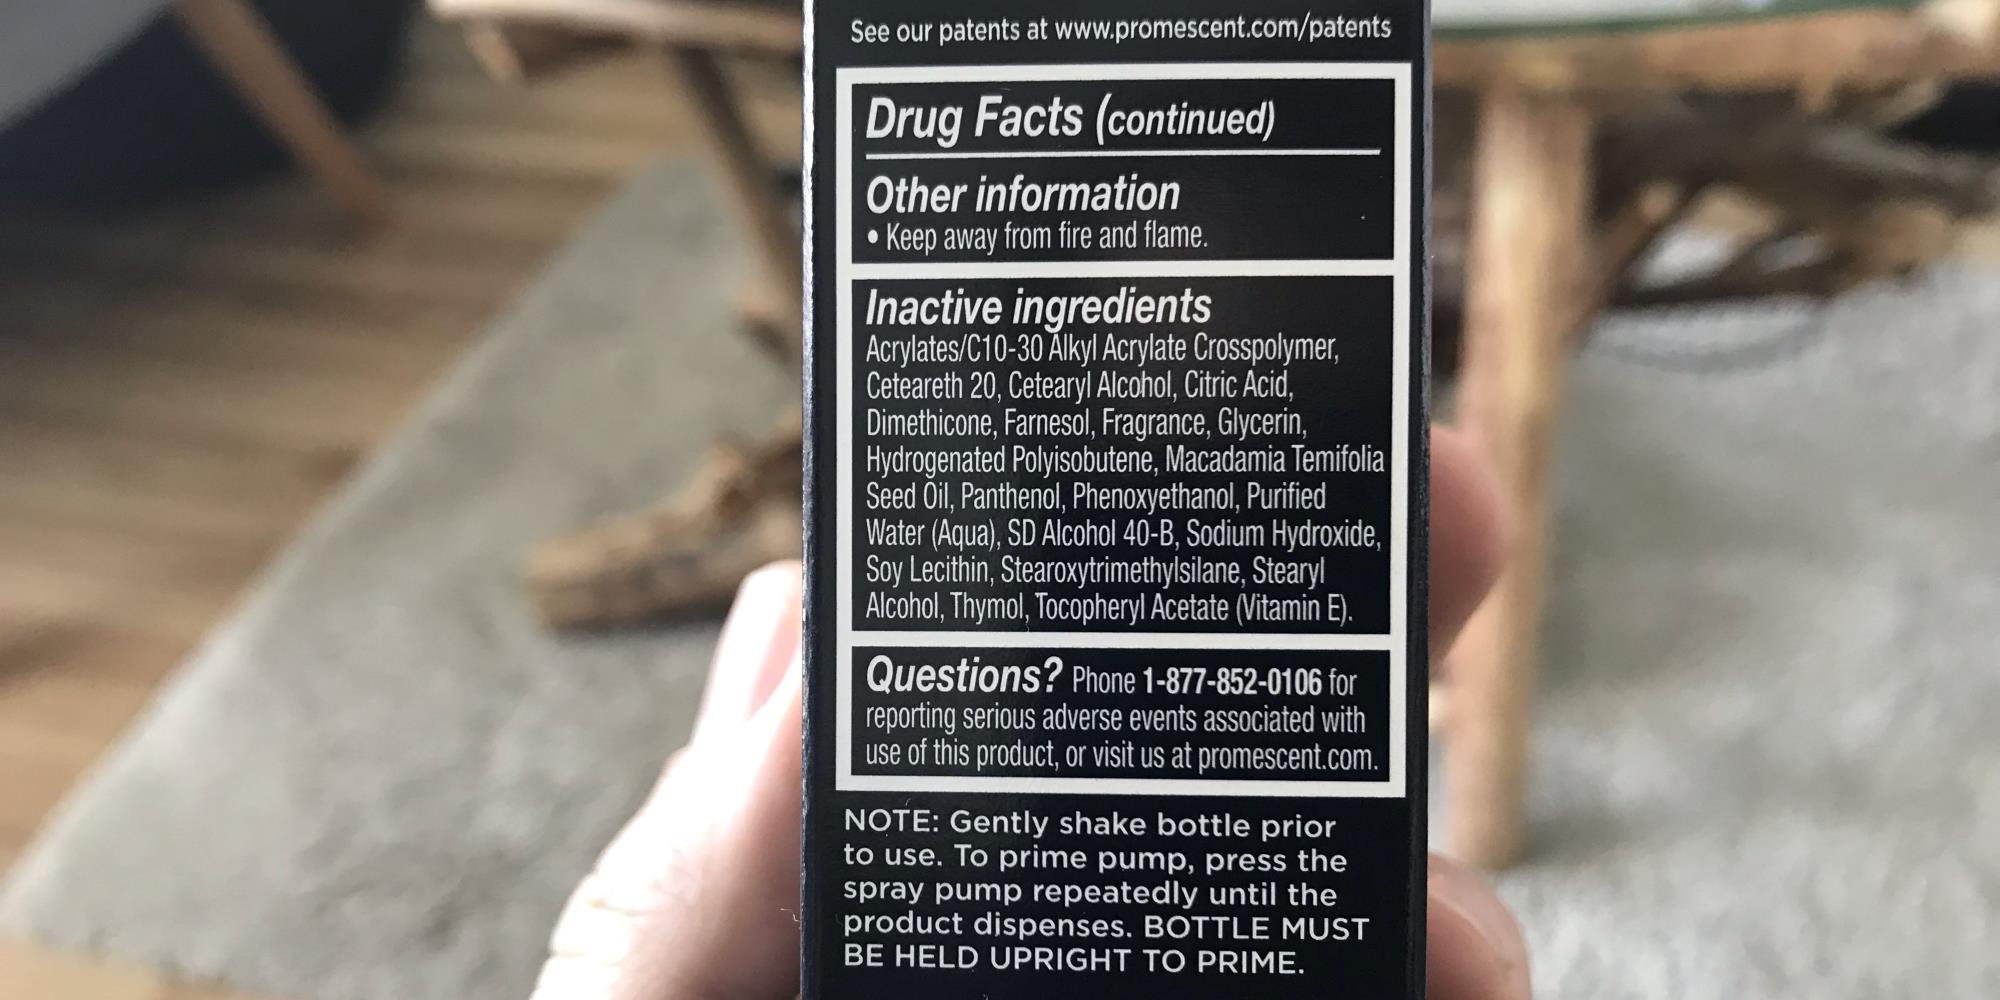 See our patents at www.promescent.com/patents
Drug Facts (continued)
Other information
• Keep away from fire and flame.
Inactive ingredients
Acrylates/C10-30 Alkyl Acrylate Crosspolymer,
Ceteareth 20, Cetearyl Alcohol, Citric Acid,
Dimethicone, Farnesol, Fragrance, Glycerin,
Hydrogenated Polyisobutene, Macadamia Temifolia
Seed Oil, Panthenol, Phenoxyethanol, Purified
Water (Aqua), SD Alcohol 40-B, Sodium Hydroxide,
Soy Lecithin, Stearoxytrimethylsilane, Stearyl
Alcohol, Thymol, Tocopheryl Acetate (Vitamin E).
Questions? Phone 1-877-852-0106 for
reporting serious adverse events associated with
use of this product, or visit us at promescent.com.
NOTE: Gently shake bottle prior
to use. To prime pump, press the
spray pump repeatedly until the
product dispenses. BOTTLE MUST
BE HELD UPRIGHT TO PRIME.